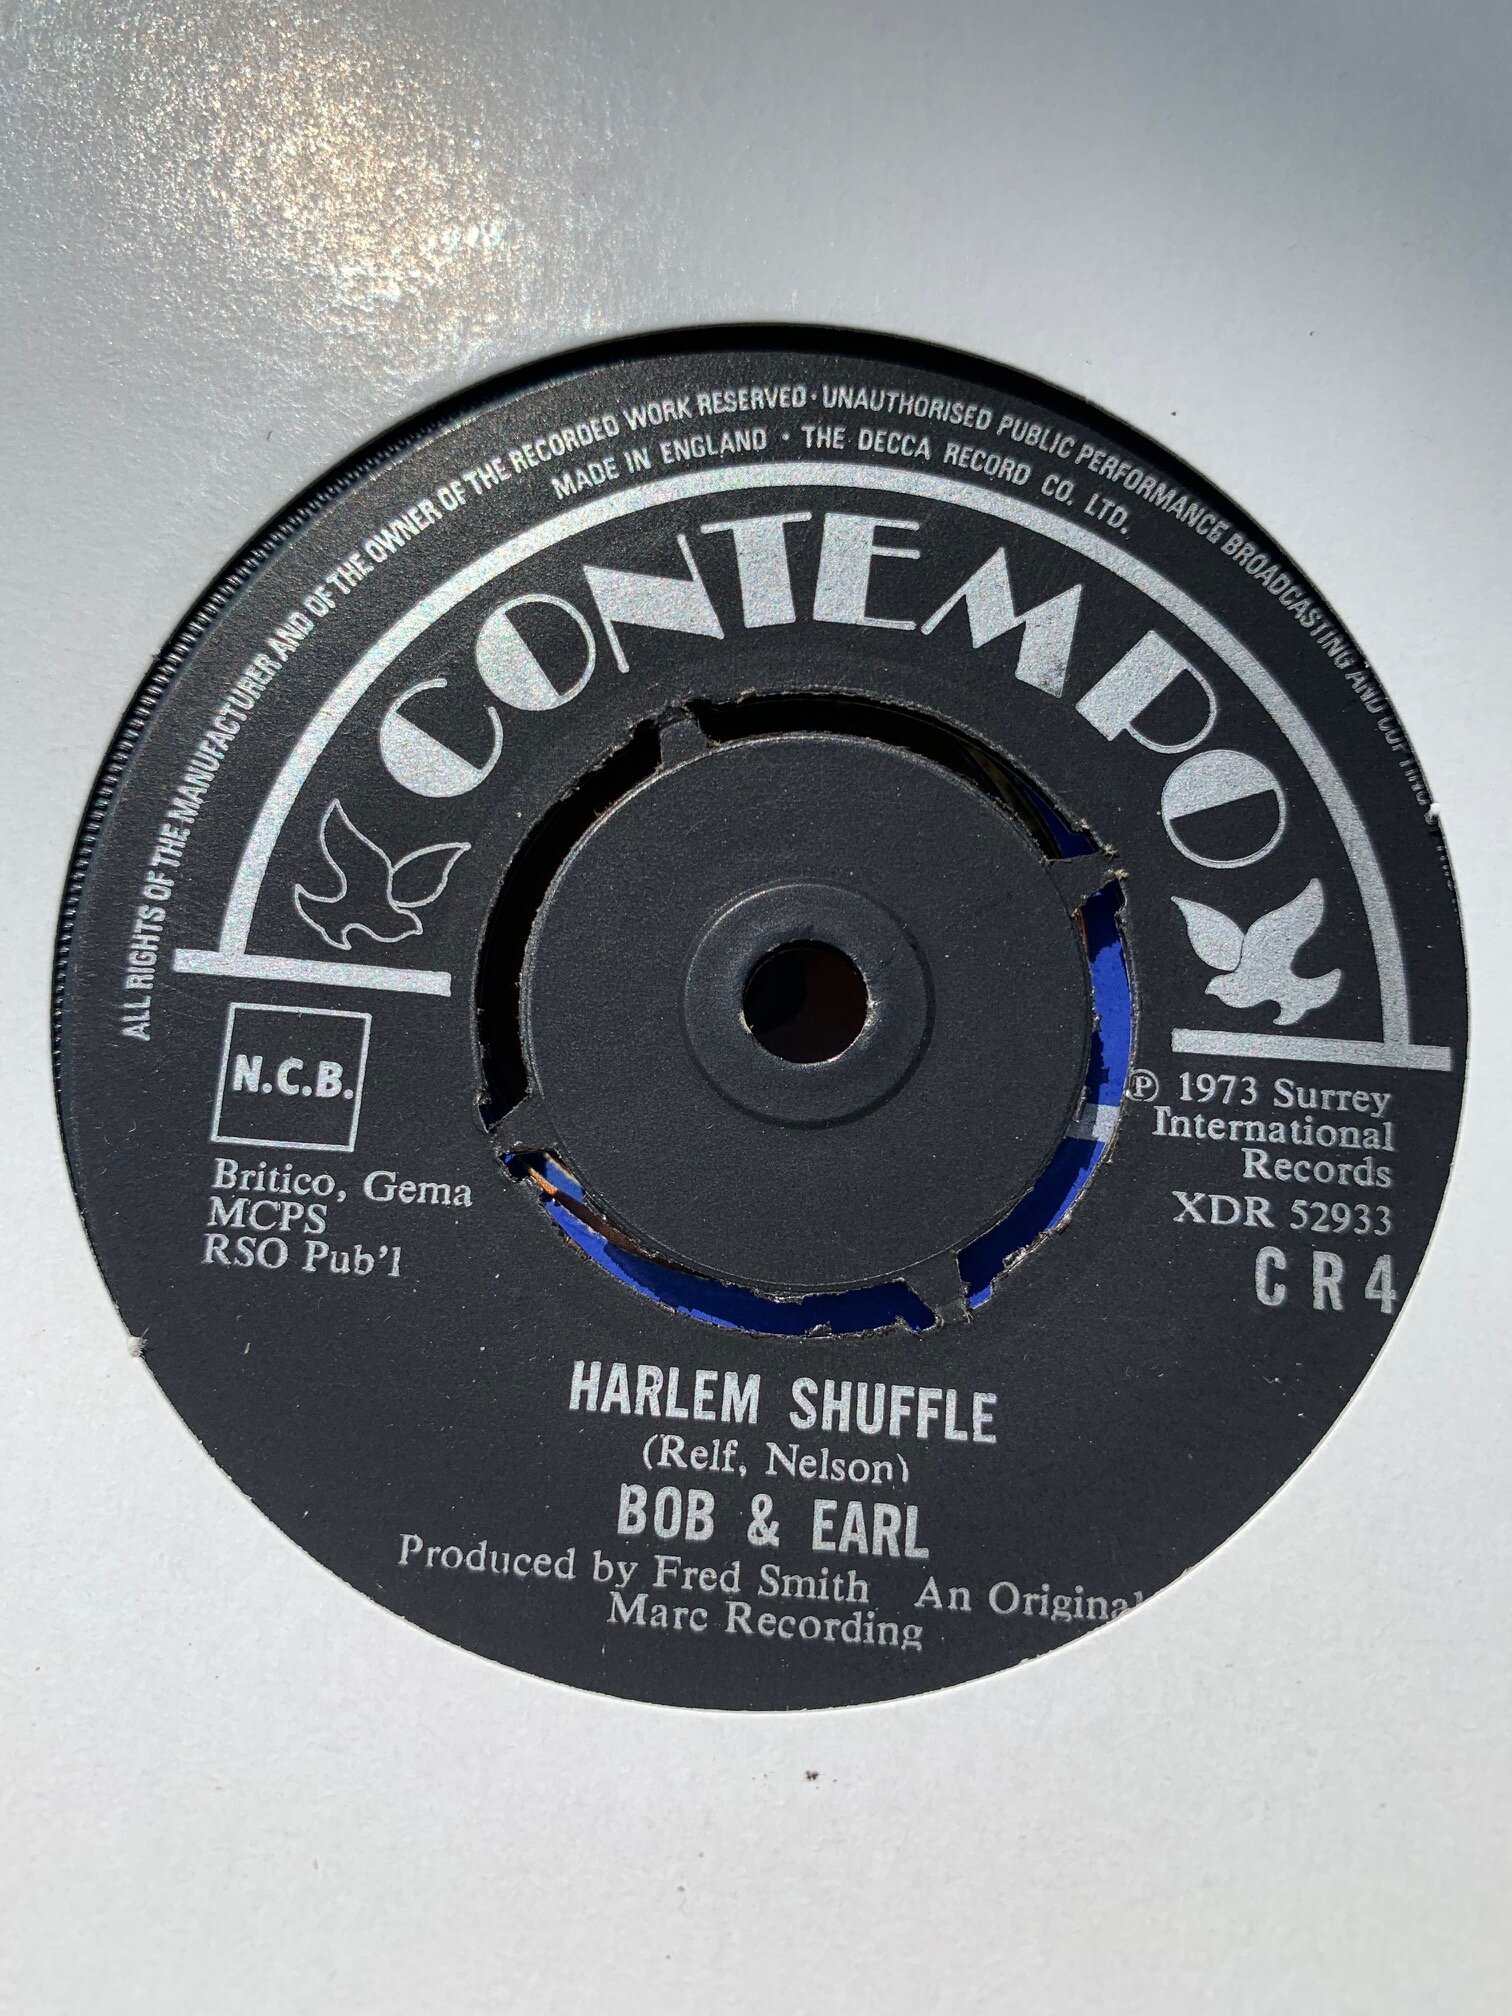 ALL RIGHTS OF THE MANUFACTURER AND OF THE OWNER OF THE RECORDED WORK RESERVED · UNAUTHORISED PUBLIC PERFORMANCE BROADCASTING AND COPYING
MADE IN ENGLAND · THE DECCA RECORD CO. LTD.
CONTEMPO
N.C.B.
Britico, Gema
MCPS
RSO Pub'l
℗ 1973 Surrey
International
Records
XDR 52933
CR4
HARLEM SHUFFLE
(Relf, Nelson)
BOB & EARL
Produced by Fred Smith An Original
Marc Recording